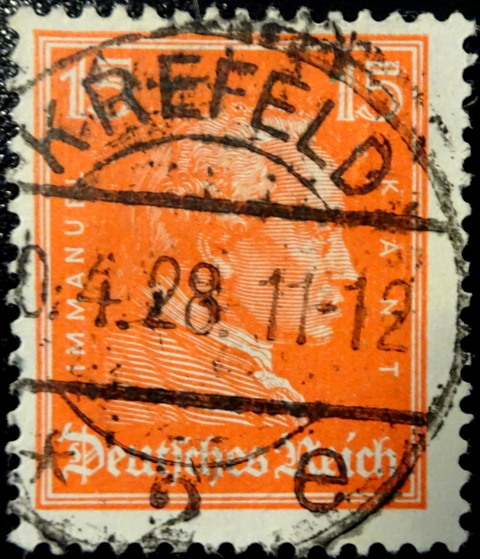 15 15
KREFELD
IMMANUEL
KANT
0.4.28. 11-12
Deutsches Reich
* e